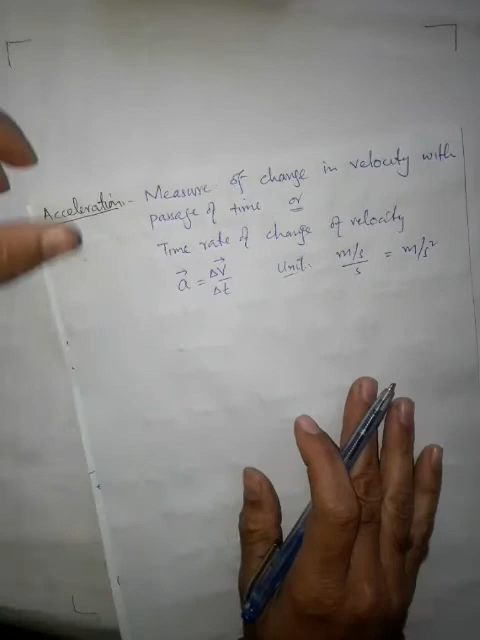 Acceleration:- Measure of change in velocity with
passage of time or
Time rate of change of velocity
a⃗ = Δv⃗/Δt Unit: m/s/s = m/s²